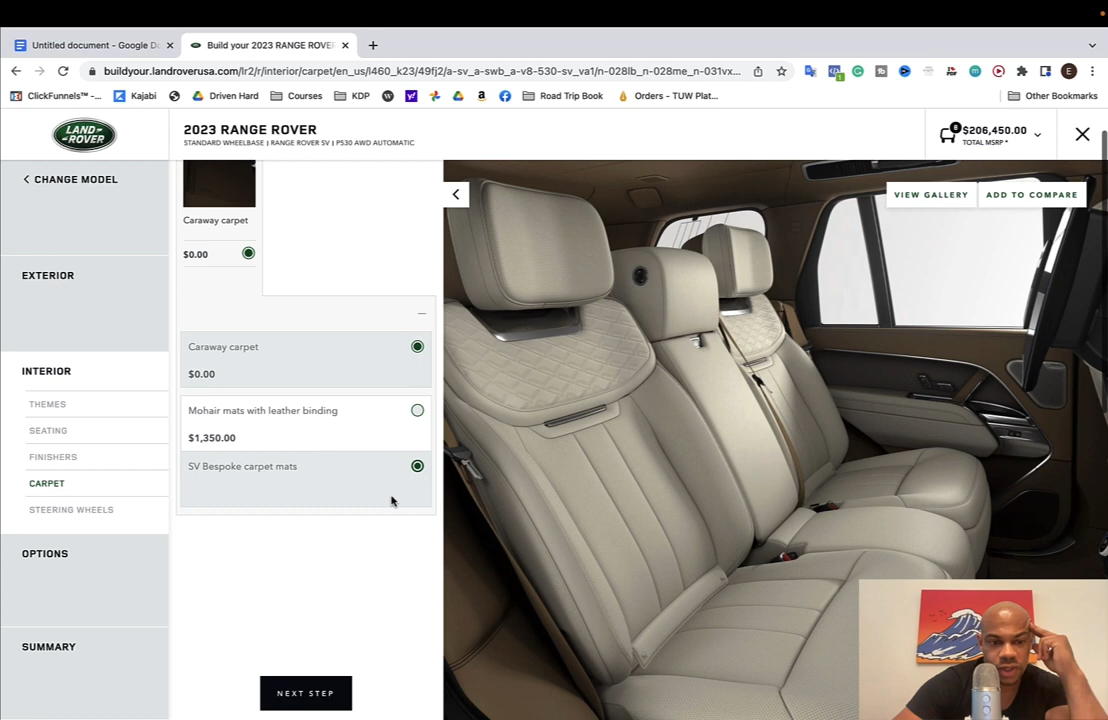 Untitled document - Google Do
Build your 2023 RANGE ROVER
buildyour.landroverusa.com/lr2/r/interior/carpet/en_us/l460_k23/49fj2/a-sv_a-swb_a-v8-530-sv_va1/n-028lb_n-028me_n-031vx...
ClickFunnels™ -...
Kajabi
Driven Hard
Courses
KDP
Road Trip Book
Orders - TUW Plat...
Other Bookmarks
LAND-
-ROVER
2023 RANGE ROVER
STANDARD WHEELBASE | RANGE ROVER SV | P530 AWD AUTOMATIC
$206,450.00
TOTAL MSRP *
CHANGE MODEL
EXTERIOR
INTERIOR
THEMES
SEATING
FINISHERS
CARPET
STEERING WHEELS
OPTIONS
SUMMARY
Caraway carpet
$0.00
Caraway carpet
$0.00
Mohair mats with leather binding
$1,350.00
SV Bespoke carpet mats
NEXT STEP
VIEW GALLERY
ADD TO COMPARE